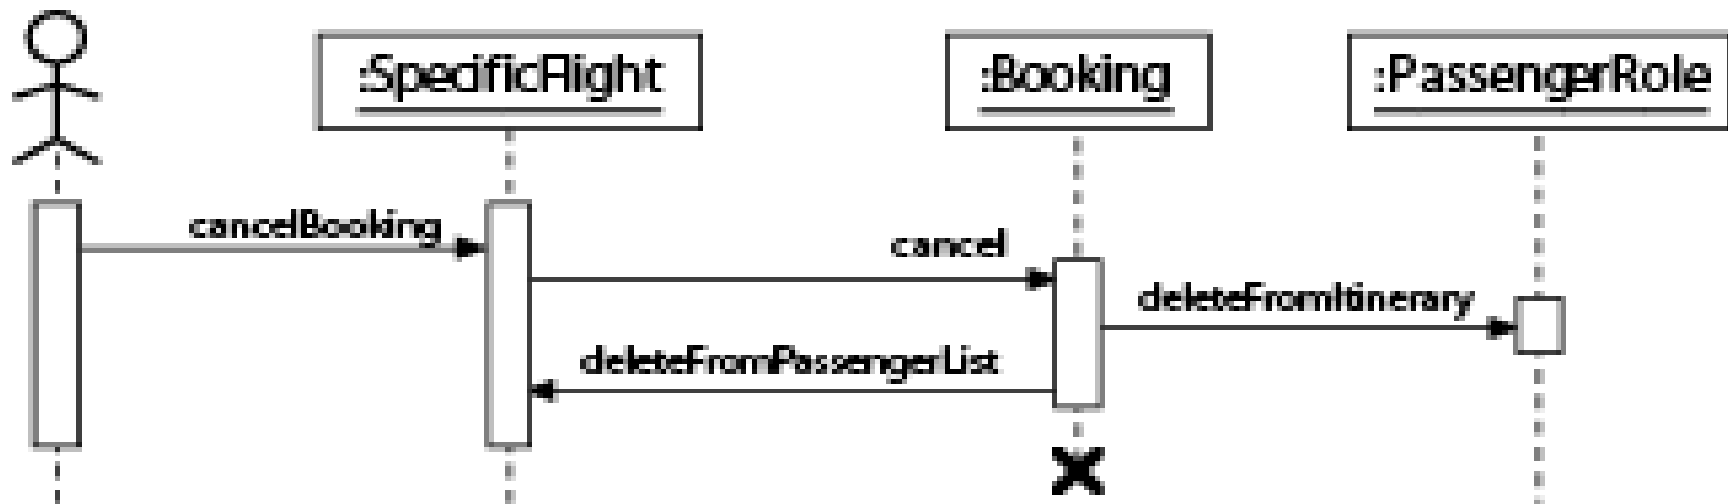 :SpecificFlight
:Booking
:PassengerRole
cancelBooking
cancel
deleteFromItinerary
deleteFromPassengerList